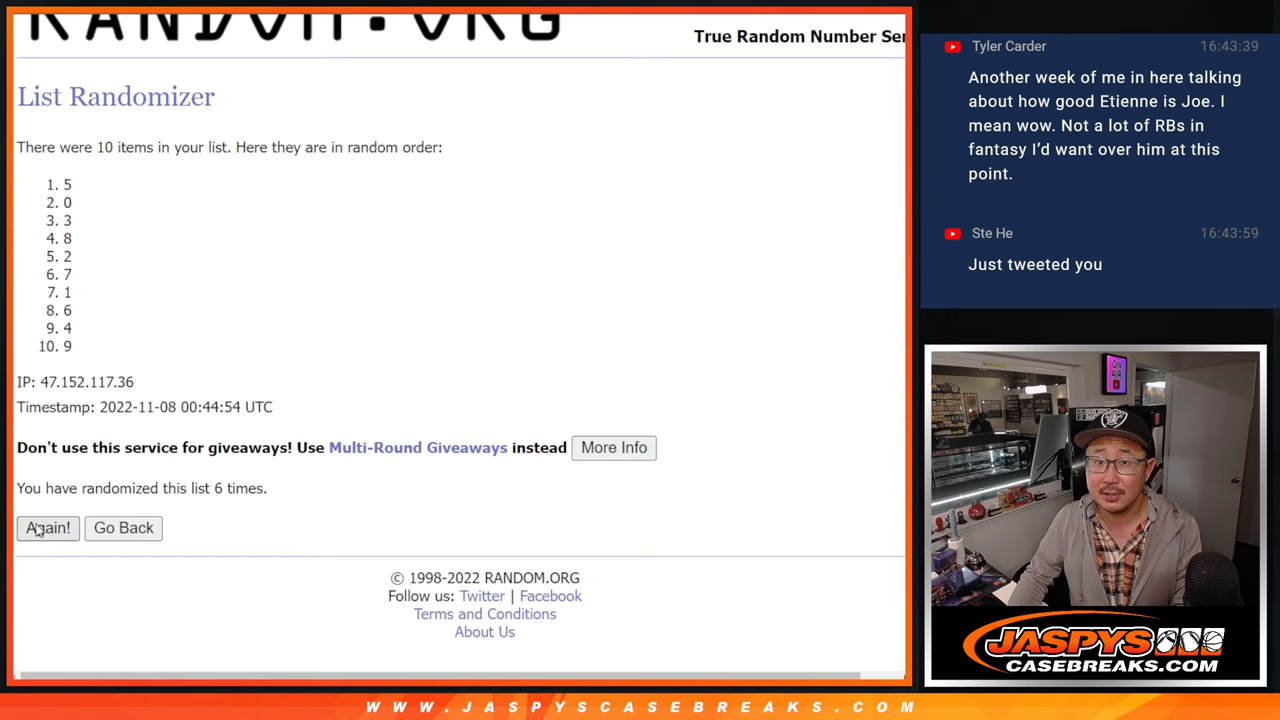 RANDOM.ORG
True Random Number Ser
List Randomizer
There were 10 items in your list. Here they are in random order:
1. 5
2. 0
3. 3
4. 8
5. 2
6. 7
7. 1
8. 6
9. 4
10. 9
IP: 47.152.117.36
Timestamp: 2022-11-08 00:44:54 UTC
Don't use this service for giveaways! Use Multi-Round Giveaways instead More Info
You have randomized this list 6 times.
Again! Go Back
© 1998-2022 RANDOM.ORG
Follow us: Twitter | Facebook
Terms and Conditions
About Us
Tyler Carder 16:43:39
Another week of me in here talking
about how good Etienne is Joe. I
mean wow. Not a lot of RBs in
fantasy I’d want over him at this
point.
Ste He 16:43:59
Just tweeted you
ON
AIR
JASPYS
CASEBREAKS.COM
WWW.JASPYSCASEBREAKS.COM